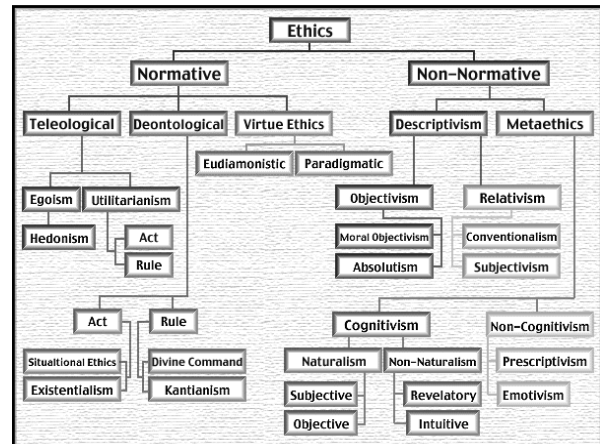 Ethics
Normative
Non-Normative
Teleological
Deontological
Virtue Ethics
Descriptivism
Metaethics
Eudiamonistic
Paradigmatic
Egoism
Utilitarianism
Objectivism
Relativism
Hedonism
Act
Rule
Moral Objectivism
Absolutism
Conventionalism
Subjectivism
Act
Rule
Cognitivism
Non-Cognitivism
Situaltional Ethics
Existentialism
Divine Command
Kantianism
Naturalism
Non-Naturalism
Prescriptivism
Emotivism
Subjective
Objective
Revelatory
Intuitive